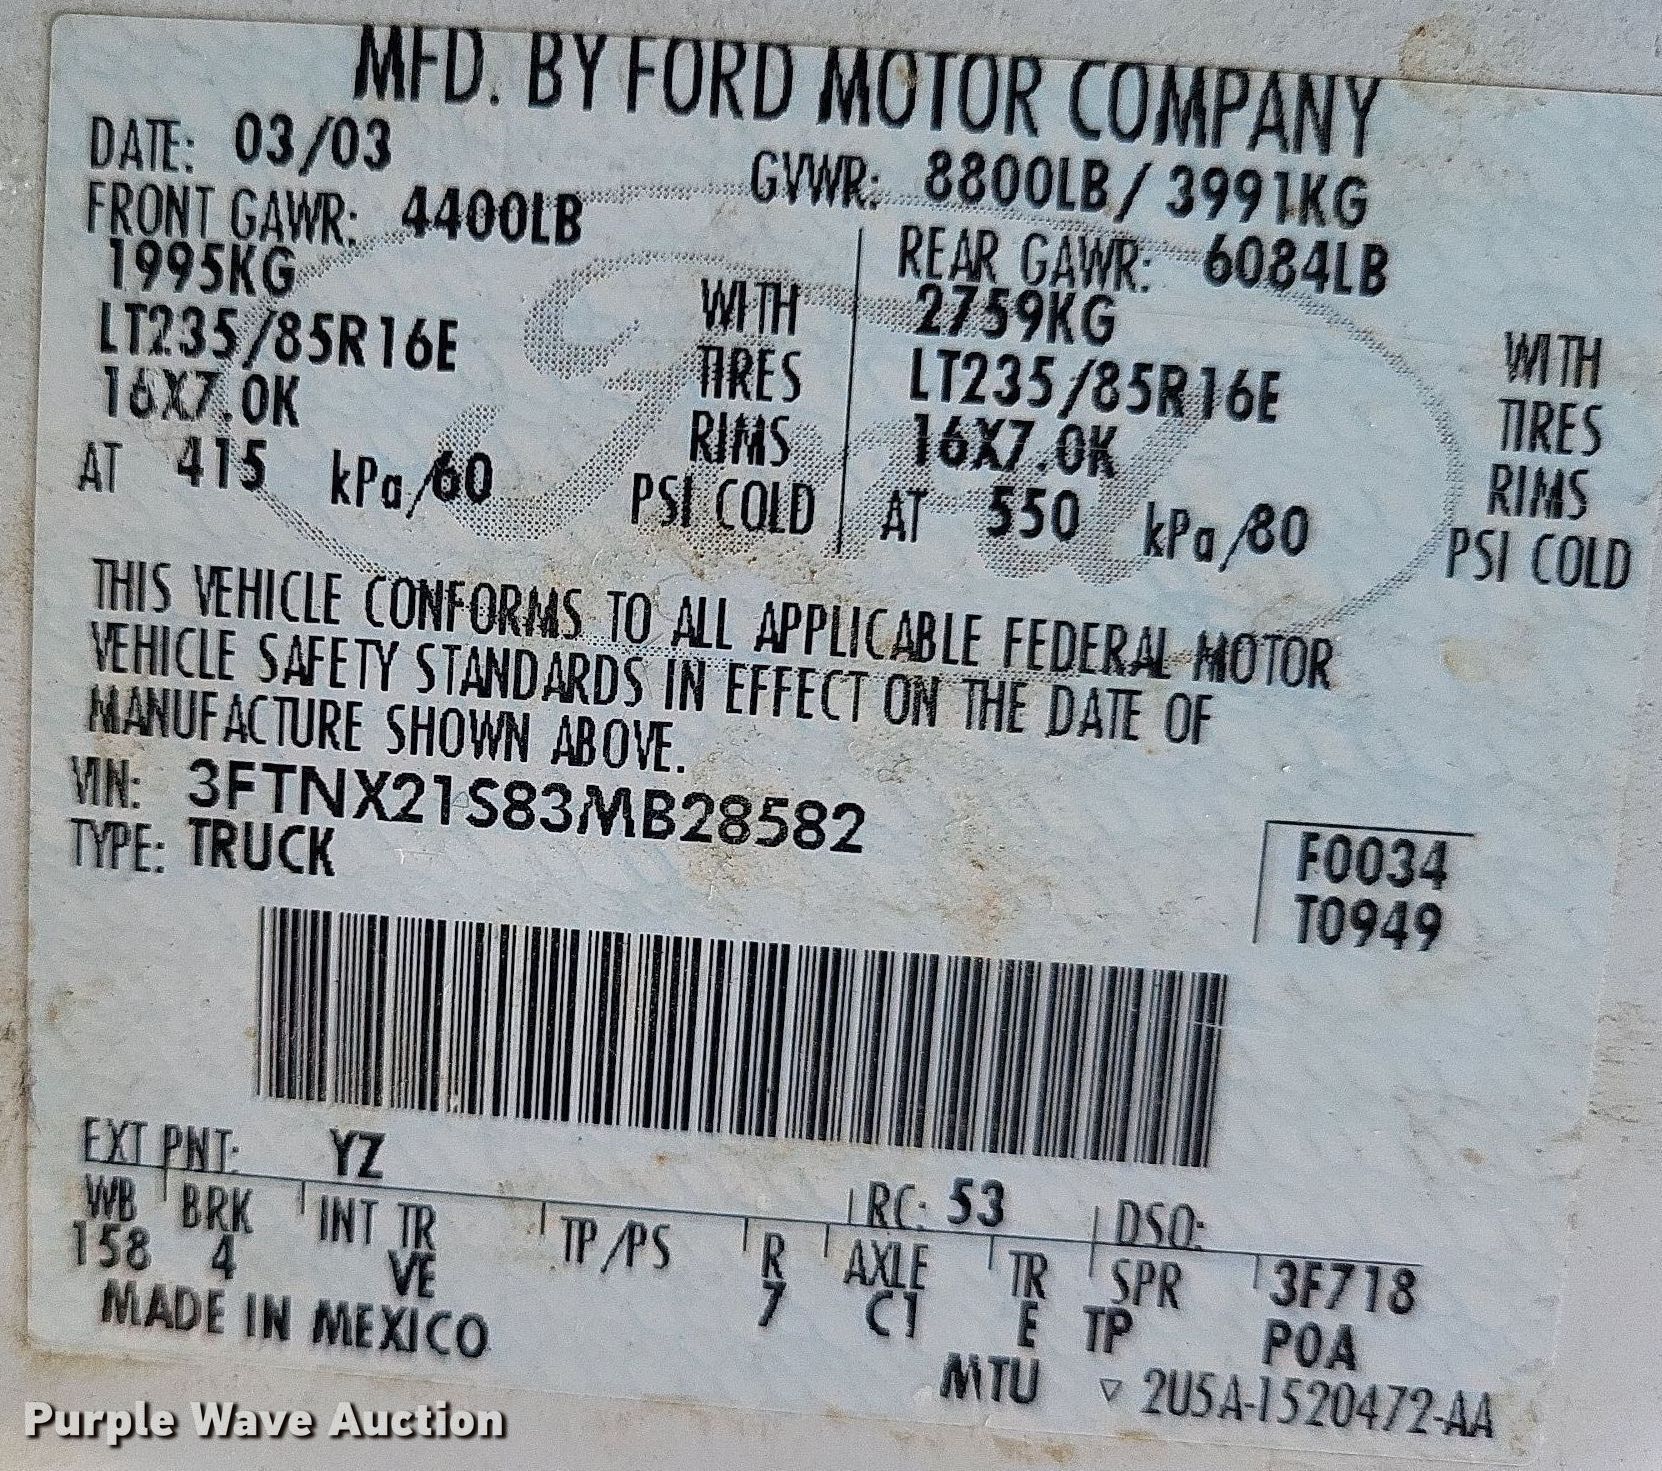 MFD. BY FORD MOTOR COMPANY
DATE: 03/03
GVWR: 8800LB/ 3991KG
FRONT GAWR: 4400LB
1995KG WITH
LT235/85R16E TIRES
16X7.0K RIMS
AT 415 kPa/60 PSI COLD
REAR GAWR: 6084LB
2759KG WITH
LT235/85R16E TIRES
16X7.0K RIMS
AT 550 kPa/80 PSI COLD
THIS VEHICLE CONFORMS TO ALL APPLICABLE FEDERAL MOTOR
VEHICLE SAFETY STANDARDS IN EFFECT ON THE DATE OF
MANUFACTURE SHOWN ABOVE.
VIN: 3FTNX21S83MB28582
TYPE: TRUCK
F0034
T0949
EXT PNT: YZ RC: 53 DSO:
WB BRK INT TR TP/PS R AXLE TR SPR 3F718
158 4 VE 7 C1 E TP POA
MADE IN MEXICO
MTU ▽ 2U5A-1520472-AA
Ford
Purple Wave Auction